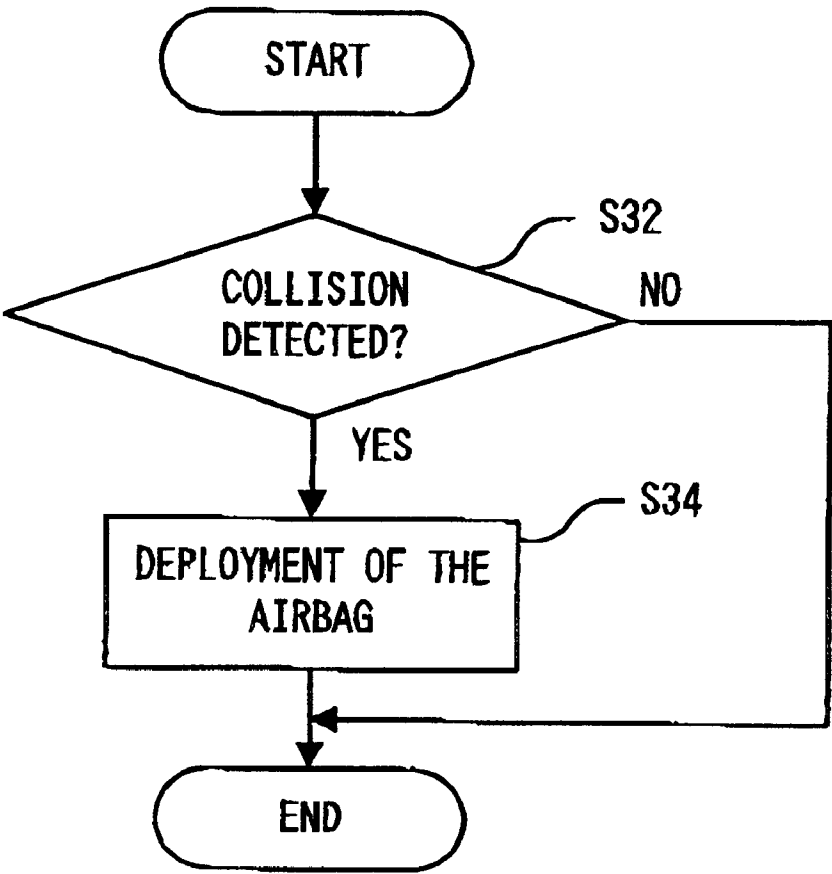 START
S32
COLLISION
DETECTED?
NO
YES
S34
DEPLOYMENT OF THE
AIRBAG
END